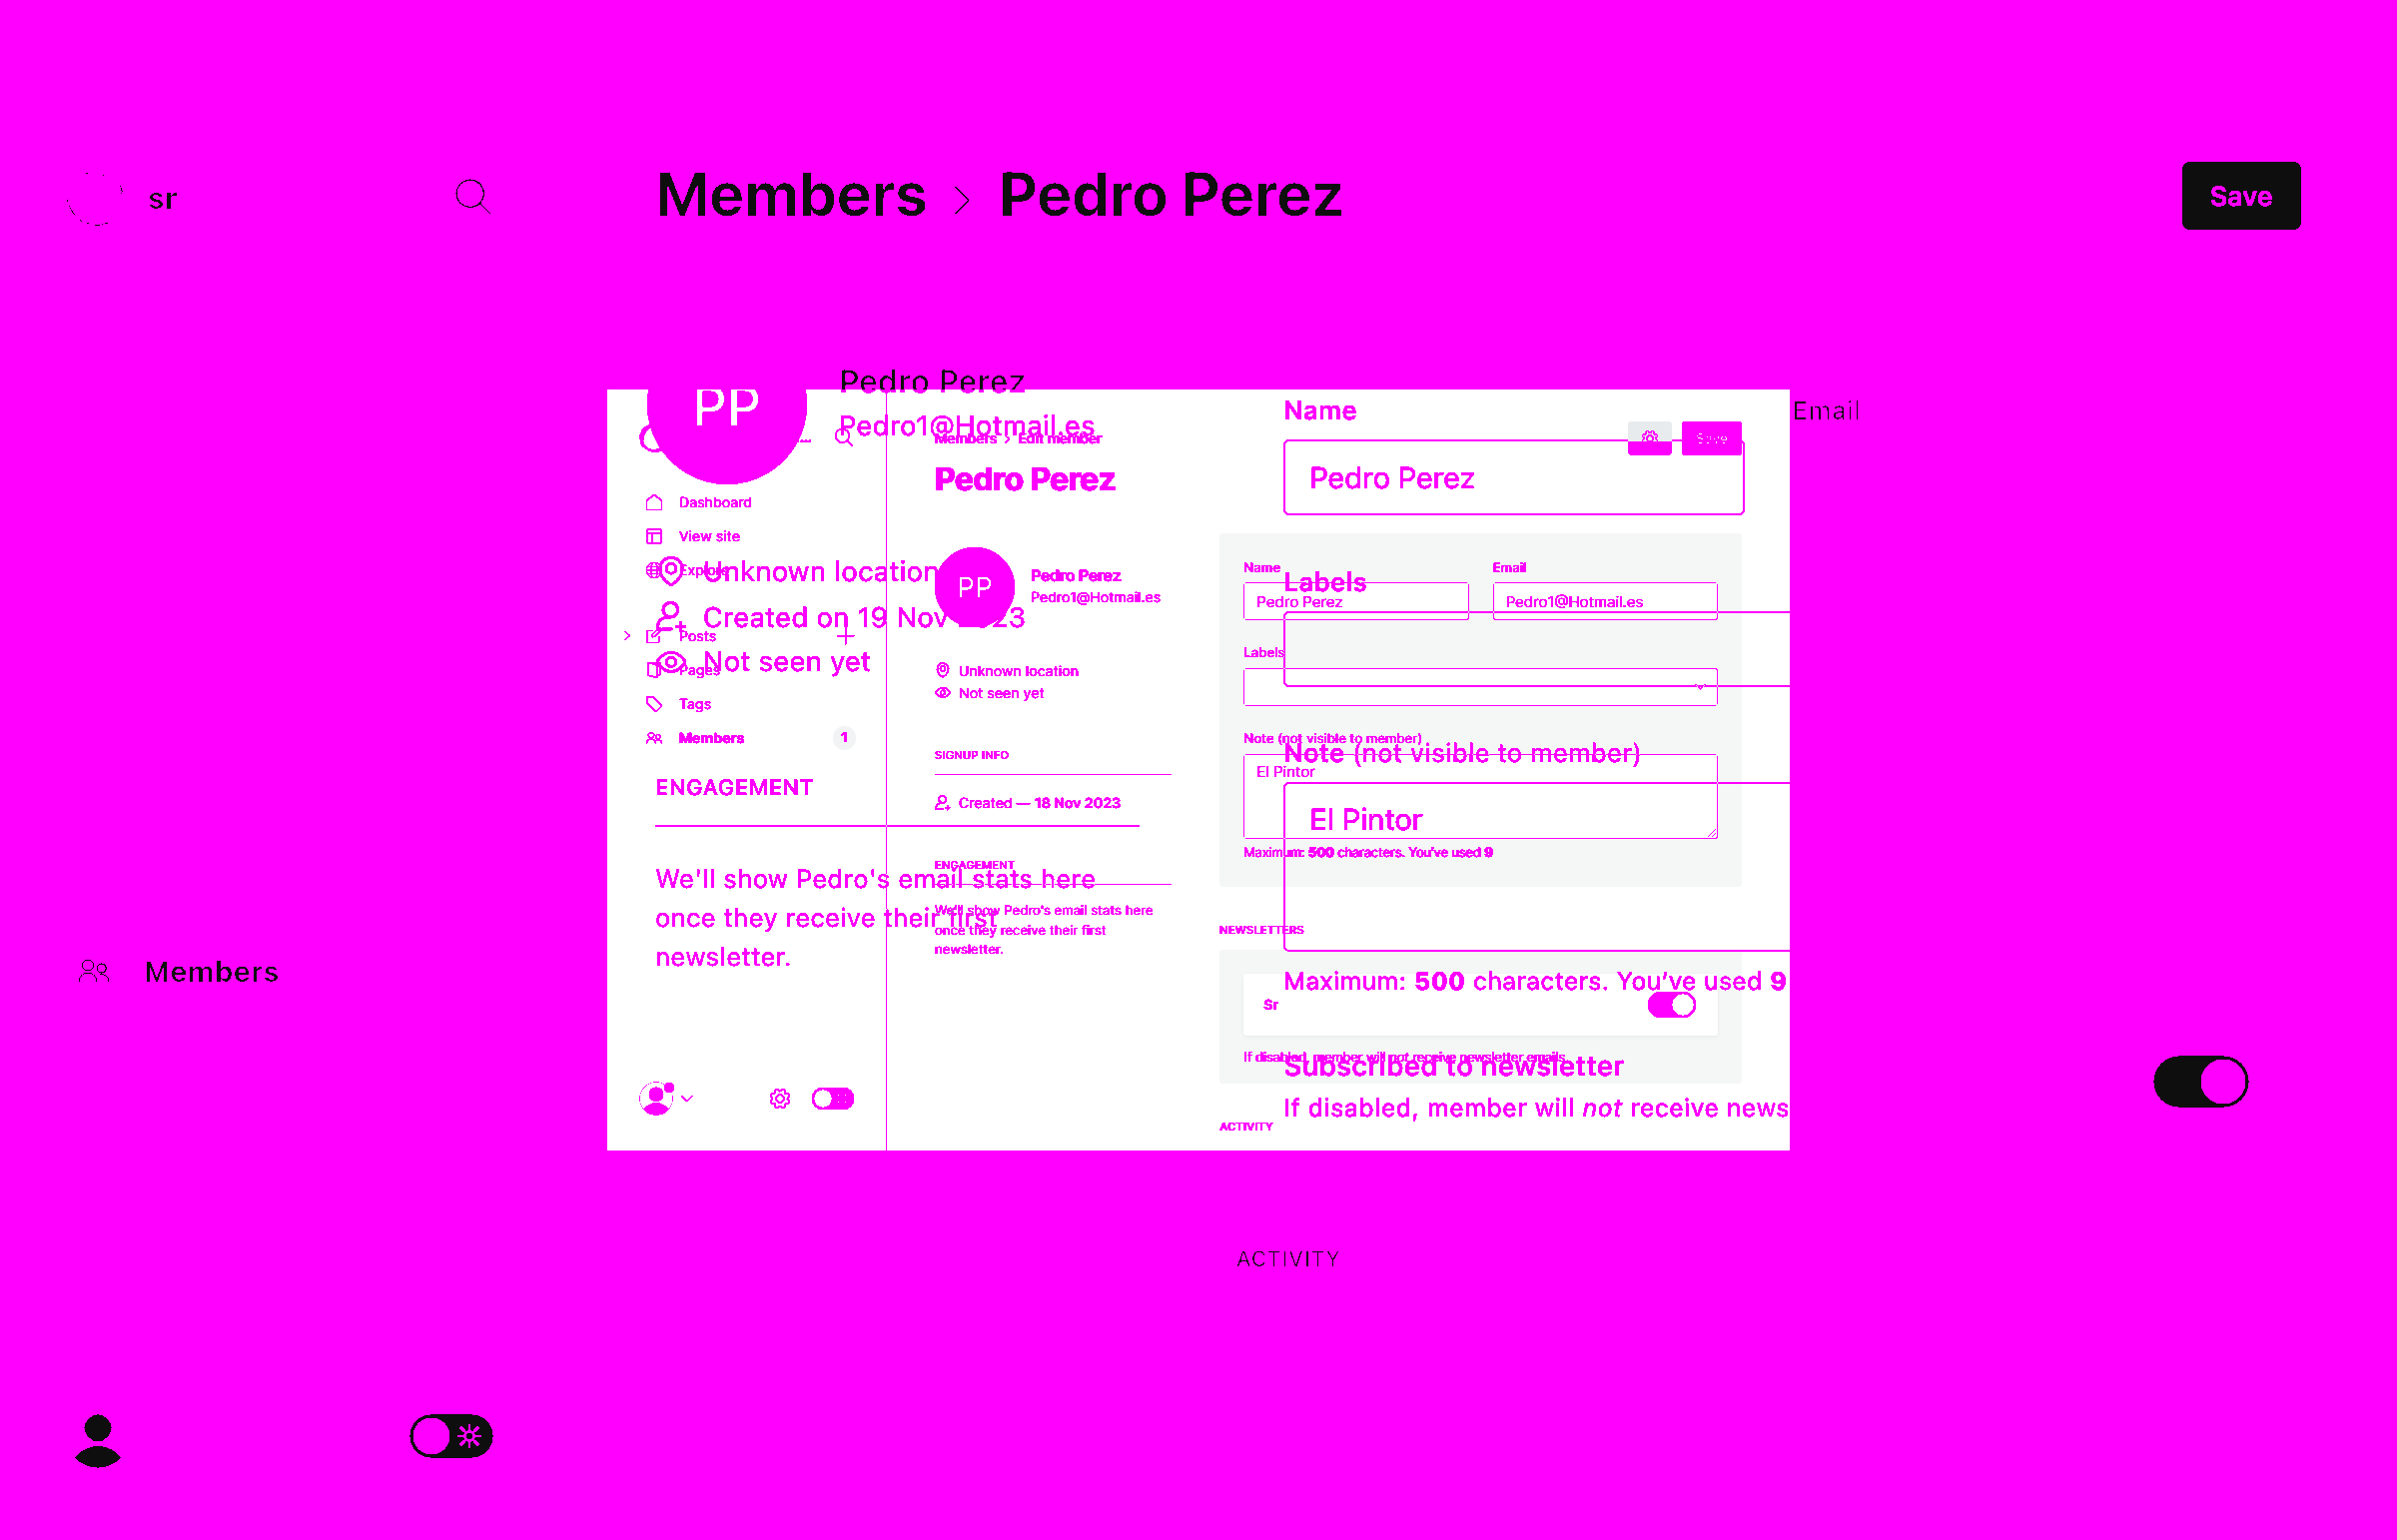 sr
Members > Pedro Perez
Save
Pedro Perez
Pedro1@Hotmail.es
PP
Name
Email
Members > Edit member
Save
Pedro Perez
Pedro Perez
Dashboard
View site
Explore
Unknown location
Created on 19 Nov 2023
Posts
Not seen yet
Pages
Tags
Members 1
PP
Pedro Perez
Pedro1@Hotmail.es
Unknown location
Not seen yet
SIGNUP INFO
Created — 18 Nov 2023
ENGAGEMENT
We'll show Pedro's email stats here
once they receive their first
newsletter.
ENGAGEMENT
We'll show Pedro's email stats here
once they receive their first
newsletter.
Name
Email
Labels
Pedro Perez
Pedro1@Hotmail.es
Labels
Note (not visible to member)
Note (not visible to member)
El Pintor
El Pintor
Maximum: 500 characters. You've used 9
NEWSLETTERS
Maximum: 500 characters. You've used 9
Sr
If disabled, member will not receive newsletter emails
Subscribed to newsletter
If disabled, member will not receive news
ACTIVITY
Members
ACTIVITY